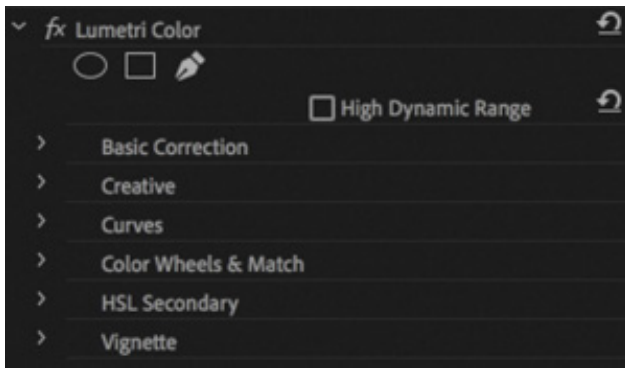 fx Lumetri Color
High Dynamic Range
Basic Correction
Creative
Curves
Color Wheels & Match
HSL Secondary
Vignette